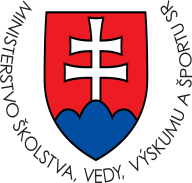 MINISTERSTVO ŠKOLSTVA, VEDY, VÝSKUMU A ŠPORTU SR